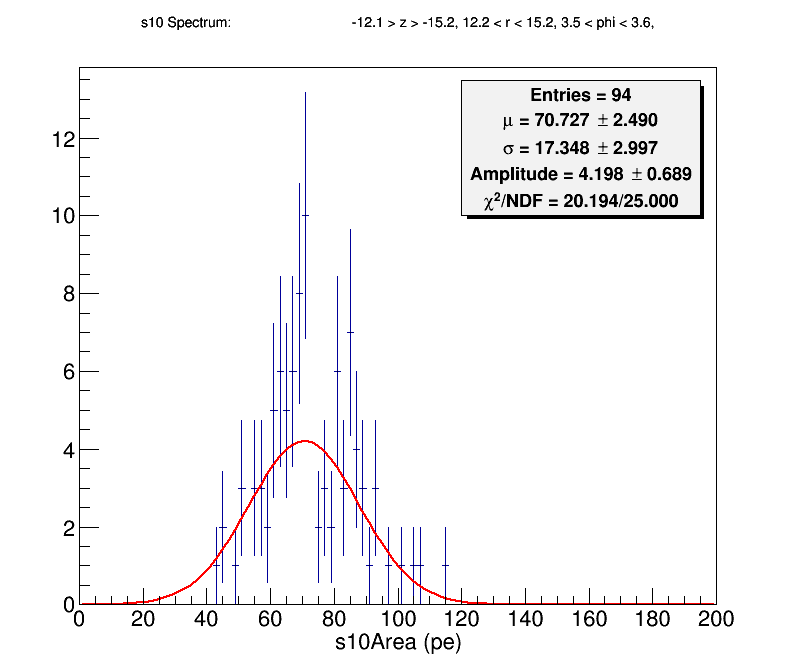 s10 Spectrum: -12.1 > z > -15.2, 12.2 < r < 15.2, 3.5 < phi < 3.6,
Entries = 94
μ = 70.727 ± 2.490
σ = 17.348 ± 2.997
Amplitude = 4.198 ± 0.689
χ²/NDF = 20.194/25.000
12
10
8
6
4
2
0
0 20 40 60 80 100 120 140 160 180 200
s10Area (pe)